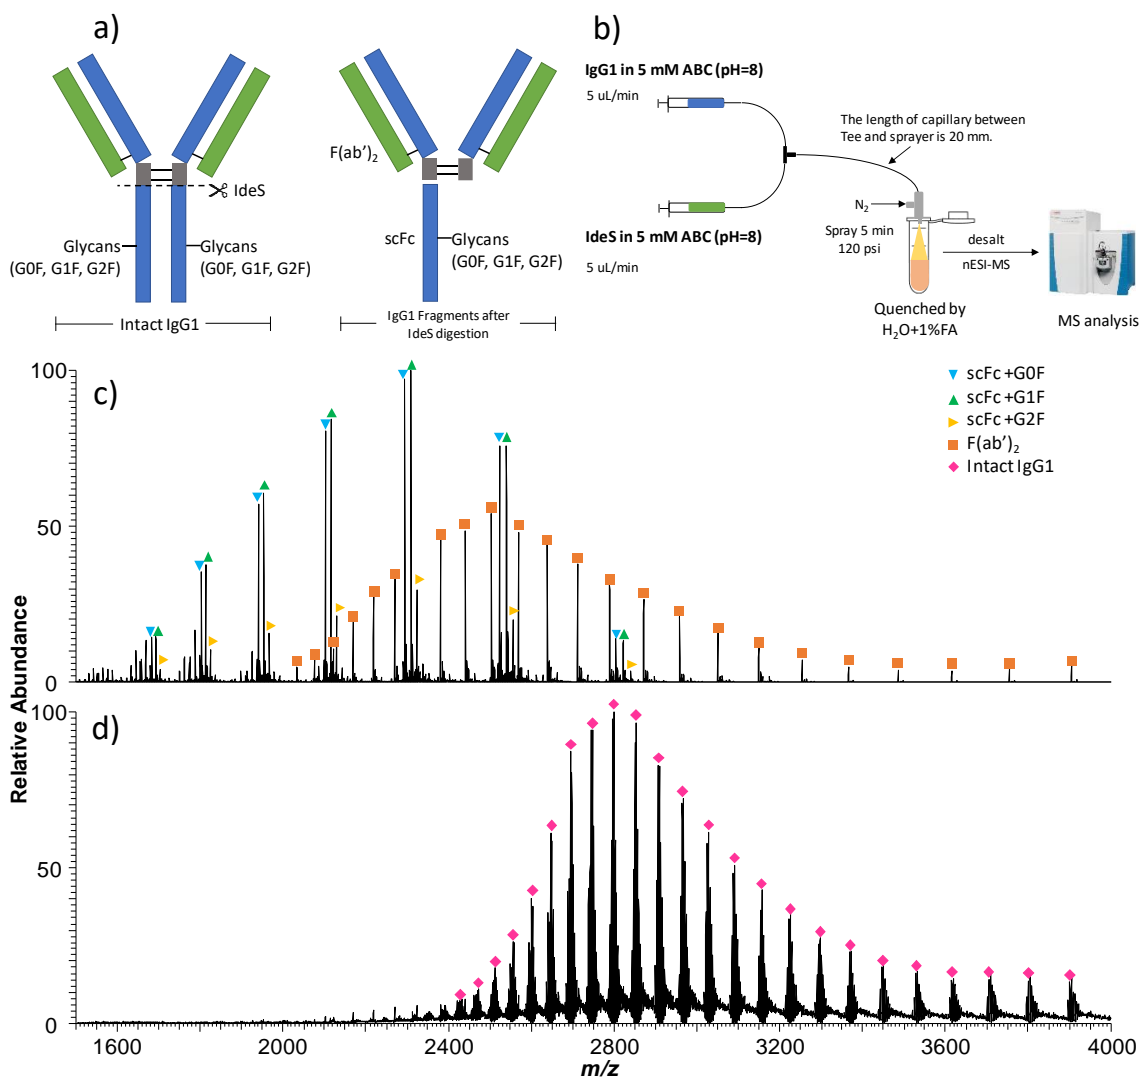 a)
IdeS
Glycans
(G0F, G1F, G2F)
Glycans
(G0F, G1F, G2F)
Intact IgG1
F(ab')2
scFc
Glycans
(G0F, G1F, G2F)
IgG1 Fragments after
IdeS digestion
b)
IgG1 in 5 mM ABC (pH=8)
5 uL/min
The length of capillary between
Tee and sprayer is 20 mm.
N2
Spray 5 min
120 psi
IdeS in 5 mM ABC (pH=8)
5 uL/min
desalt
nESI-MS
Quenched by
H2O+1%FA
MS analysis
c)
scFc +G0F
scFc +G1F
scFc +G2F
F(ab')2
Intact IgG1
100
50
0
Relative Abundance
d)
100
50
0
1600 2000 2400 2800 3200 3600 4000
m/z